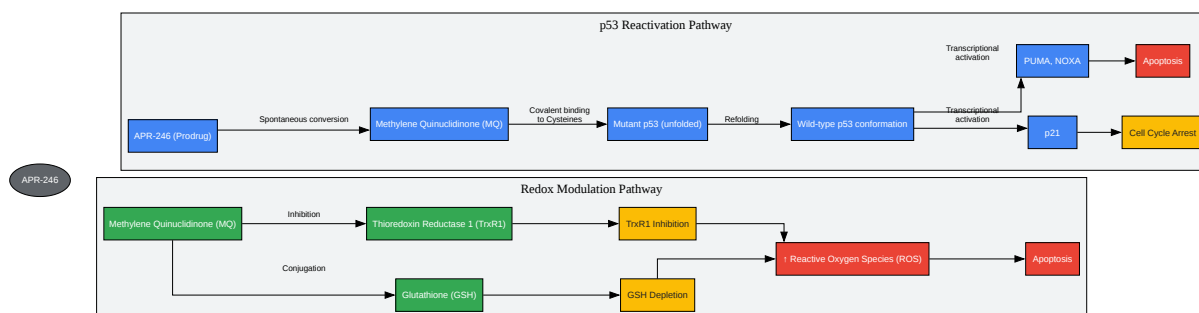 p53 Reactivation Pathway
Transcriptional
activation
PUMA, NOXA
Apoptosis
APR-246 (Prodrug)
Spontaneous conversion
Methylene Quinuclidinone (MQ)
Covalent binding
to Cysteines
Mutant p53 (unfolded)
Refolding
Wild-type p53 conformation
Transcriptional
activation
p21
Cell Cycle Arrest
APR-246
Redox Modulation Pathway
Methylene Quinuclidinone (MQ)
Inhibition
Thioredoxin Reductase 1 (TrxR1)
TrxR1 Inhibition
↑ Reactive Oxygen Species (ROS)
Apoptosis
Conjugation
Glutathione (GSH)
GSH Depletion